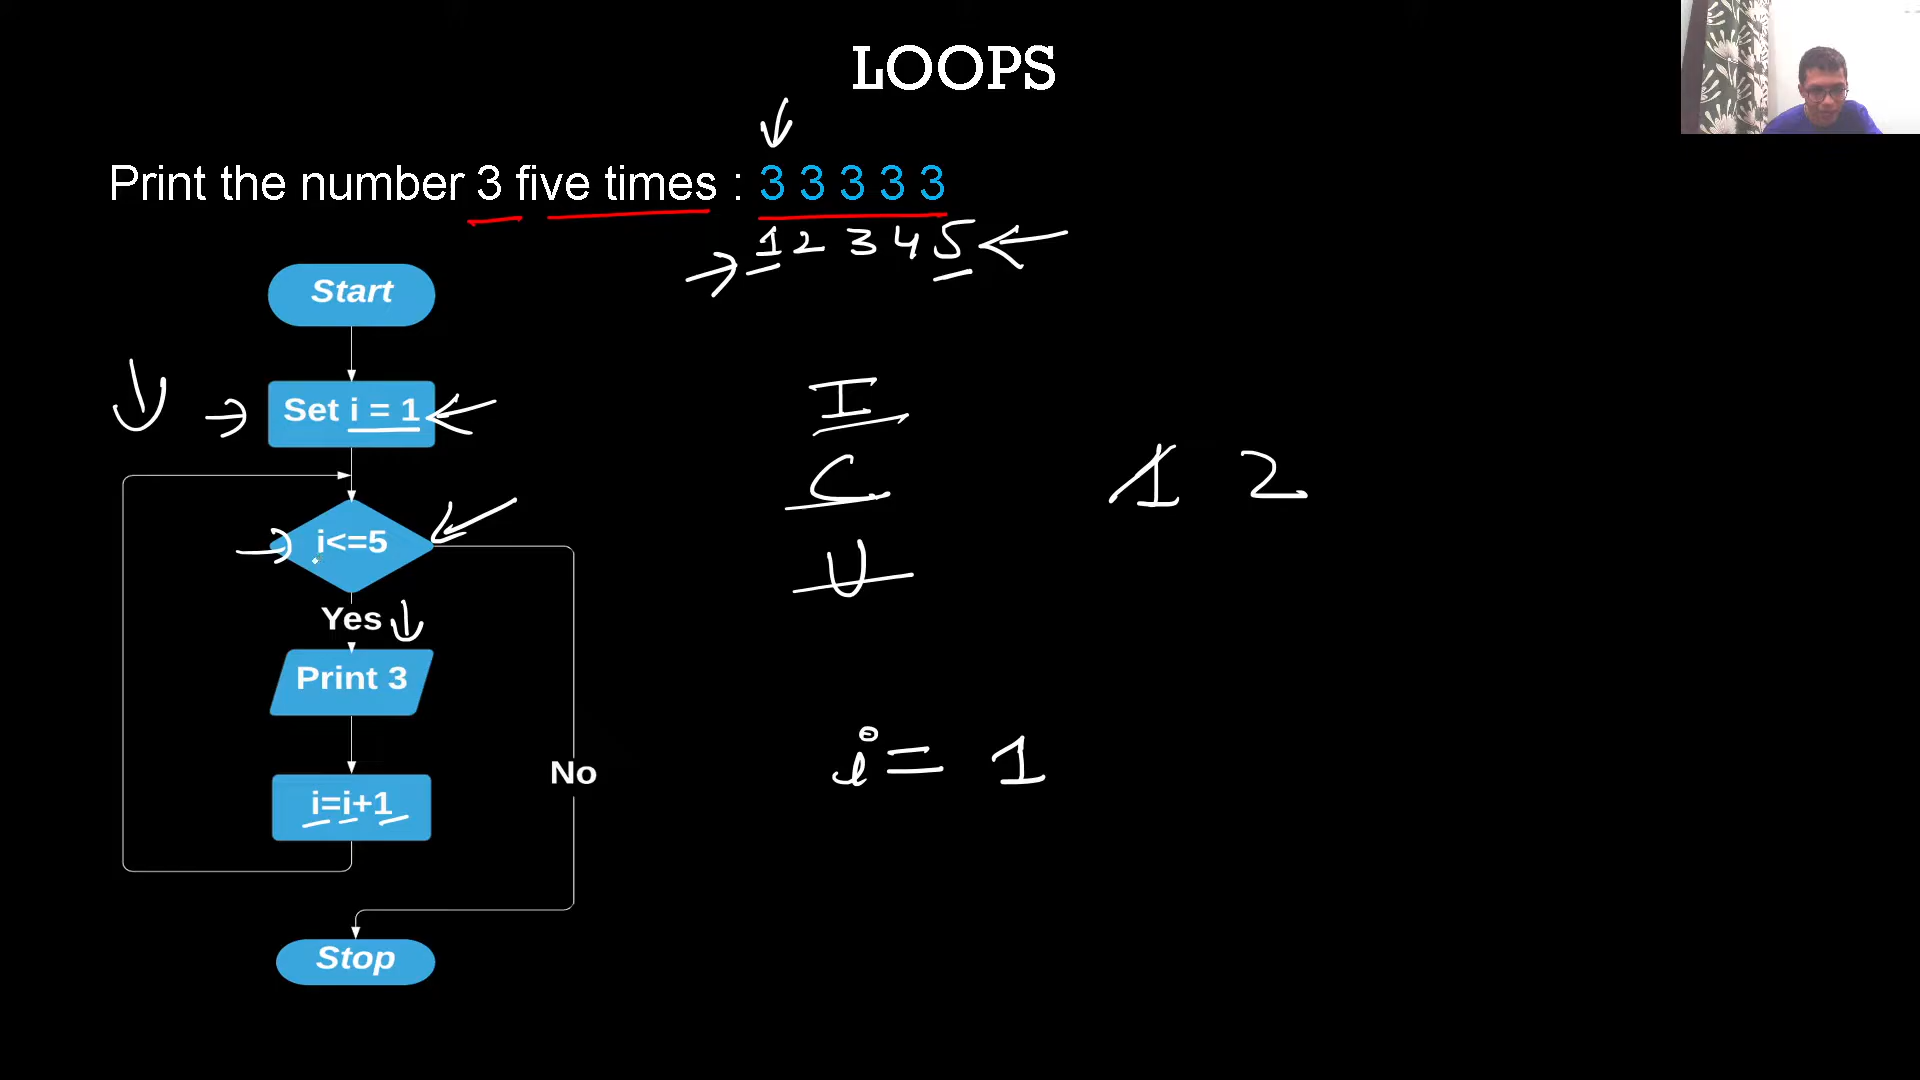 LOOPS
Print the number 3 five times : 3 3 3 3 3
1 2 3 4 5
Start
Set i = 1
I
C
1 2
i<=5
U
Yes
Print 3
i = 1
No
i=i+1
Stop